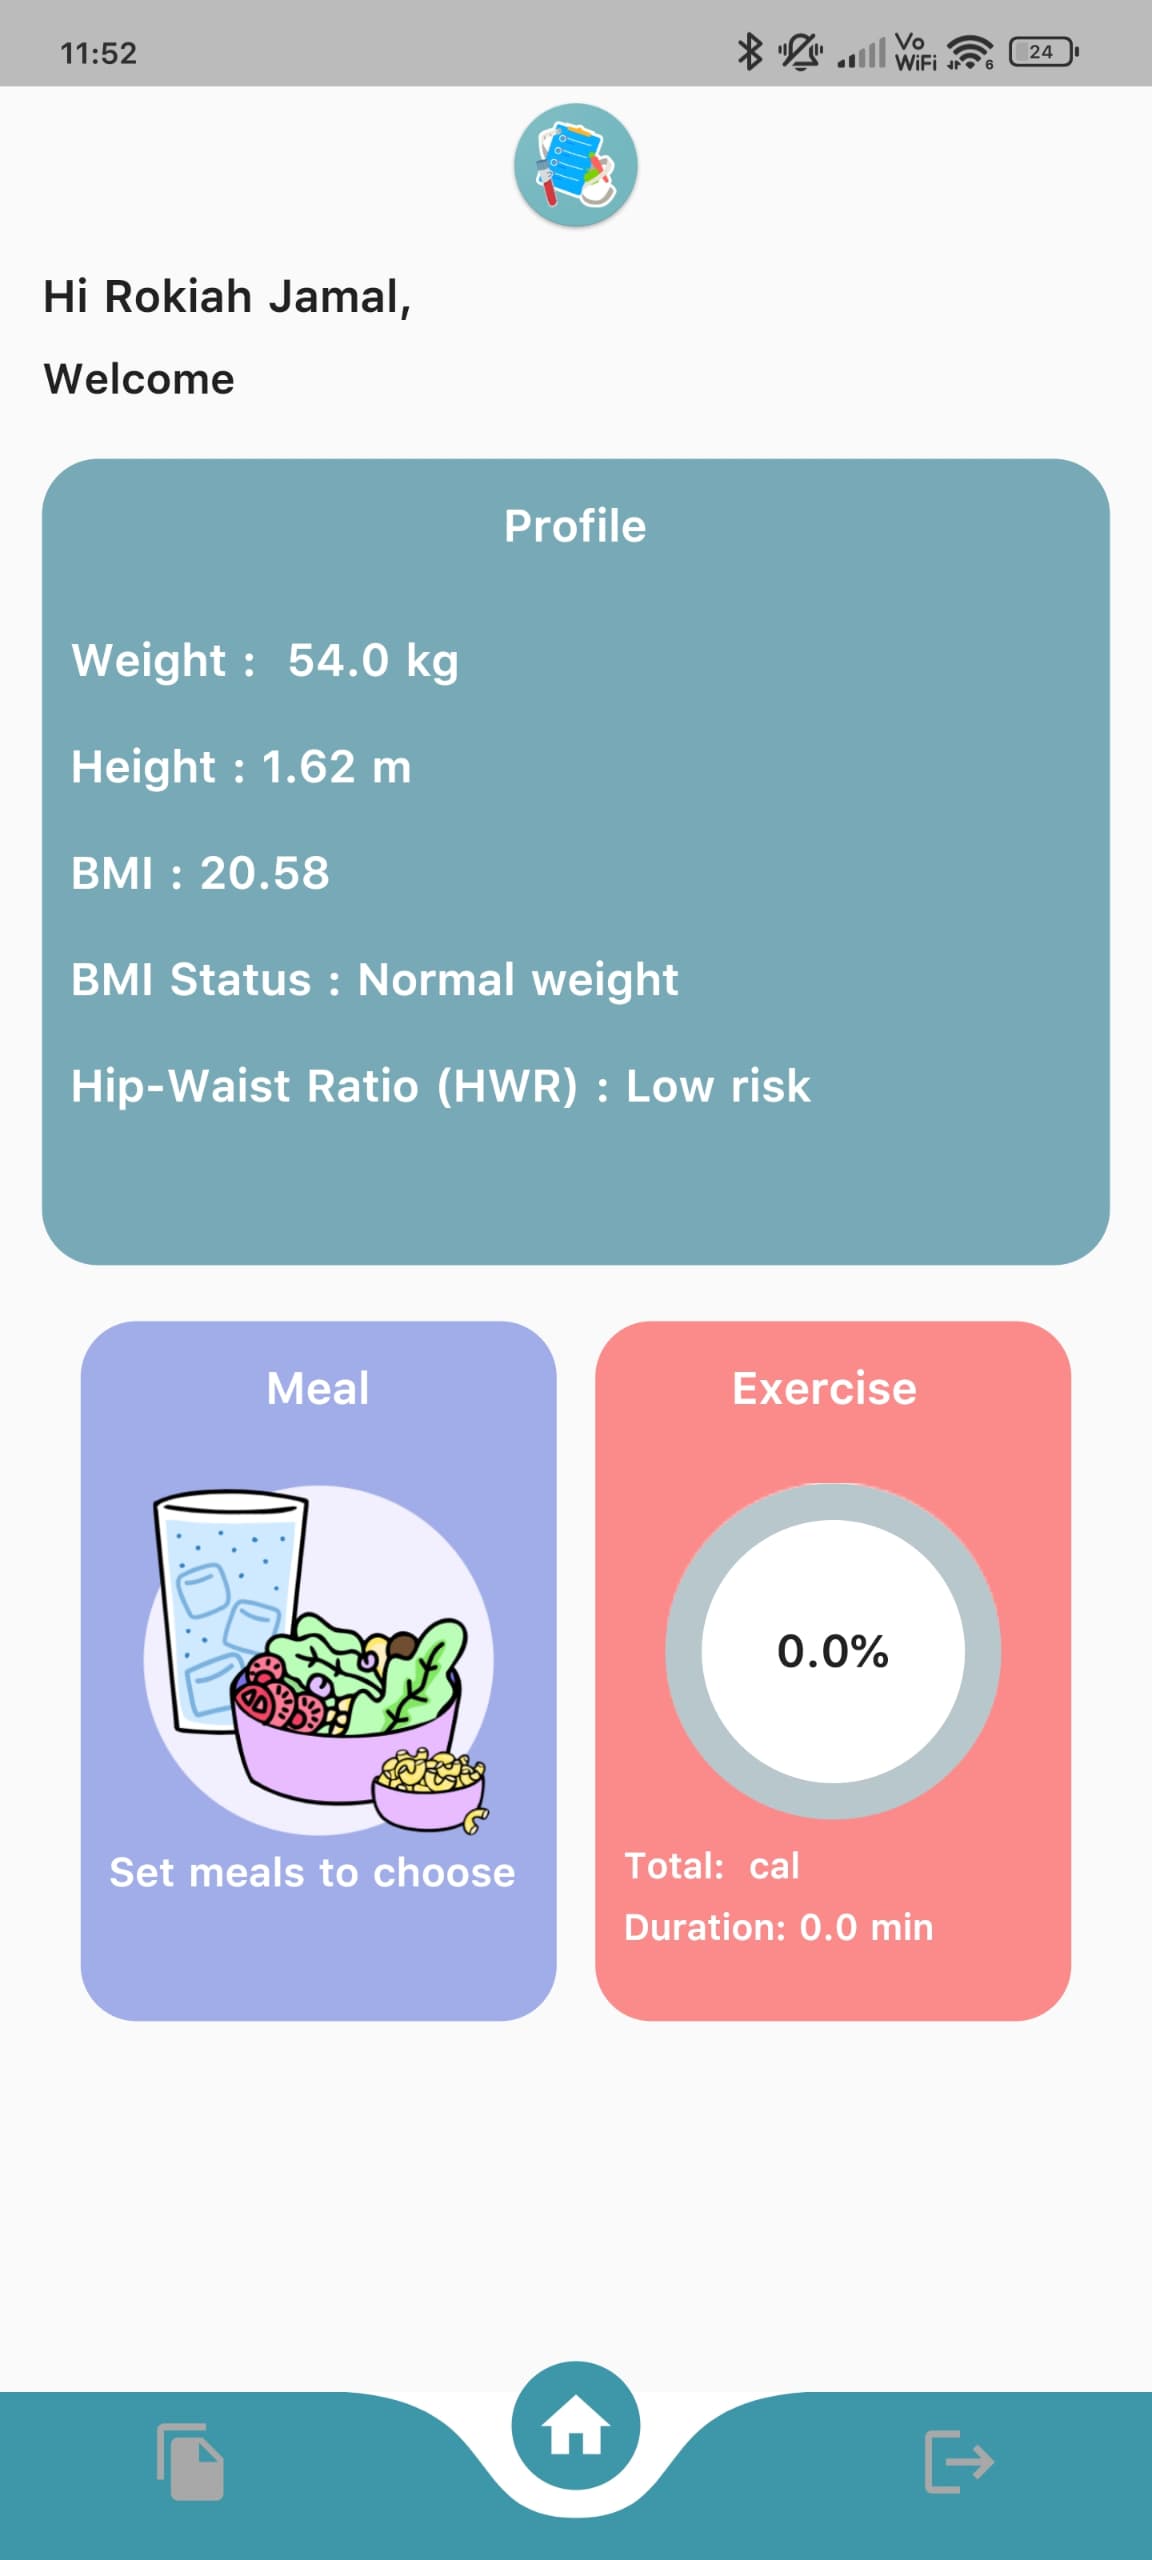 11:52
Vo
WiFi
6
24
Hi Rokiah Jamal,
Welcome
Profile
Weight :  54.0 kg
Height : 1.62 m
BMI : 20.58
BMI Status : Normal weight
Hip-Waist Ratio (HWR) : Low risk
Meal
Set meals to choose
Exercise
0.0%
Total:  cal
Duration: 0.0 min